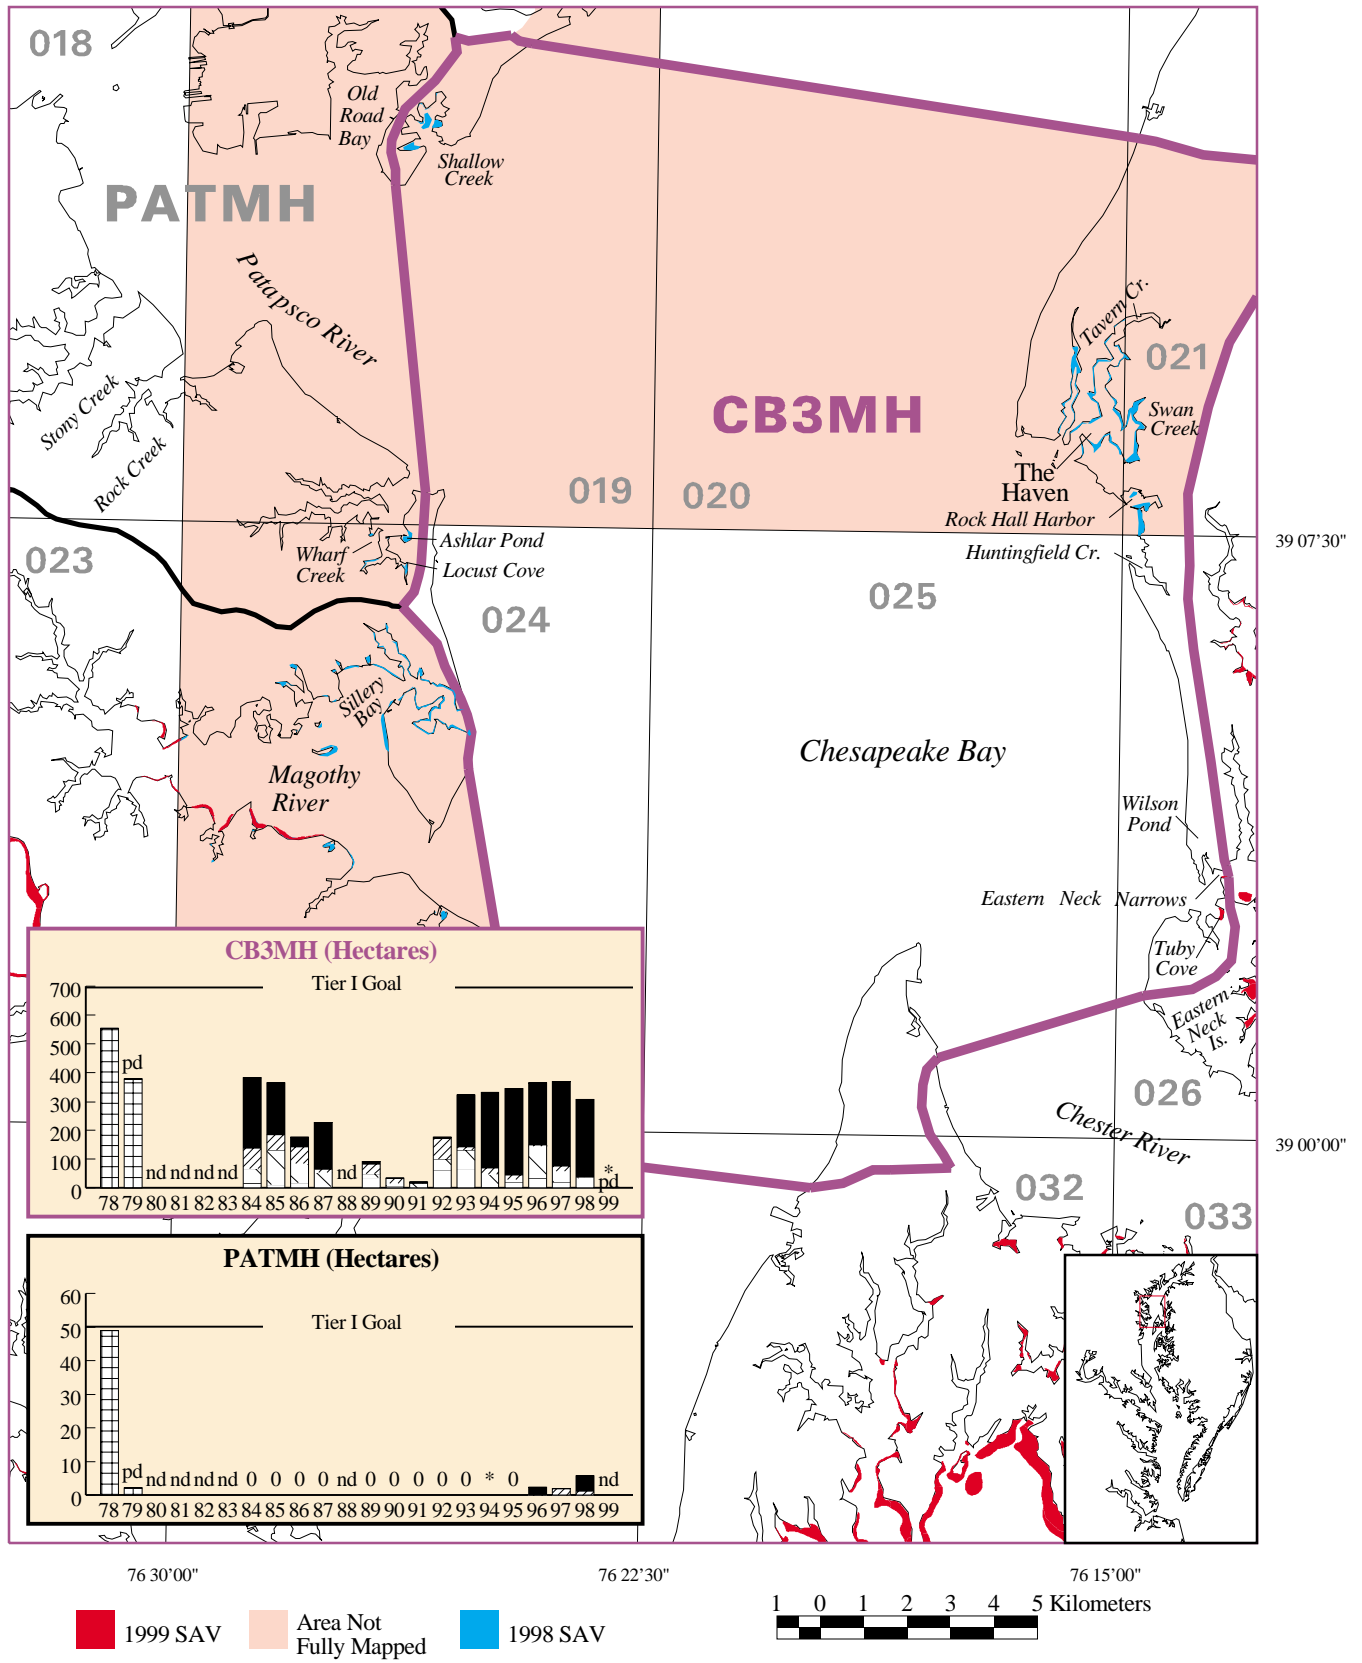 018
Old
Road
Bay
Shallow
Creek
PATMH
Patapsco River
Tavern Cr.
021
Stony Creek
CB3MH
Swan
Creek
Rock Creek
The
Haven
019
020
Rock Hall Harbor
39 07'30"
023
Wharf
Creek
Ashlar Pond
Locust Cove
Huntingfield Cr.
025
024
Sillery
Bay
Chesapeake Bay
Magothy
River
Wilson
Pond
Eastern Neck Narrows
Tuby
Cove
Eastern
Neck
Is.
026
Chester River
39 00'00"
032
033
CB3MH (Hectares)
Tier I Goal
700
600
500
400
300
200
100
0
pd
nd nd nd nd nd * pd
78 79 80 81 82 83 84 85 86 87 88 89 90 91 92 93 94 95 96 97 98 99
PATMH (Hectares)
Tier I Goal
60
50
40
30
20
10
0
pd nd nd nd nd 0 0 0 0 nd 0 0 0 0 0 * 0 nd
78 79 80 81 82 83 84 85 86 87 88 89 90 91 92 93 94 95 96 97 98 99
76 30'00"
76 22'30"
76 15'00"
1 0 1 2 3 4 5 Kilometers
1999 SAV
Area Not
Fully Mapped
1998 SAV